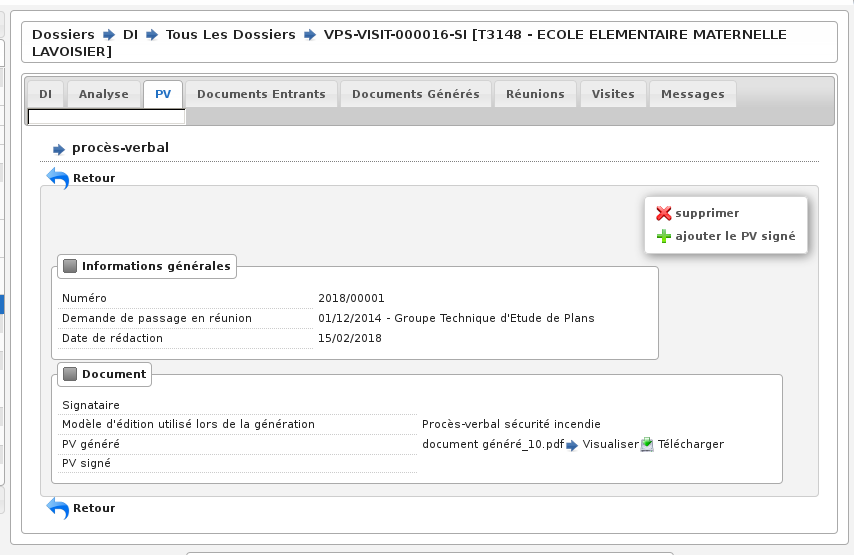 Dossiers DI Tous Les Dossiers VPS-VISIT-000016-SI [T3148 - ECOLE ELEMENTAIRE MATERNELLE
LAVOISIER]
DI Analyse PV Documents Entrants Documents Générés Réunions Visites Messages
procès-verbal
Retour
supprimer
ajouter le PV signé
Informations générales
Numéro 2018/00001
Demande de passage en réunion 01/12/2014 - Groupe Technique d'Etude de Plans
Date de rédaction 15/02/2018
Document
Signataire
Modèle d'édition utilisé lors de la génération Procès-verbal sécurité incendie
PV généré document généré_10.pdf Visualiser Télécharger
PV signé
Retour